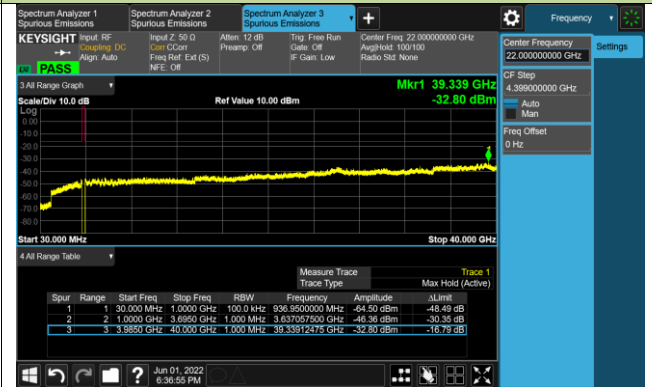 Spectrum Analyzer 1
Spurious Emissions
Spectrum Analyzer 2
Spurious Emissions
Spectrum Analyzer 3
Spurious Emissions
Frequency
KEYSIGHT
Input: RF
Coupling: DC
Align: Auto
Input Z: 50 Ω
Corr CCorr
Freq Ref: Ext (S)
NFE: Off
Atten: 12 dB
Preamp: Off
Trig: Free Run
Gate: Off
IF Gain: Low
Center Freq: 22.000000000 GHz
Avg|Hold: 100/100
Radio Std: None
PASS
Center Frequency
22.000000000 GHz
Settings
CF Step
4.399000000 GHz
Auto
Man
Freq Offset
0 Hz
3 All Range Graph
Mkr1 39.339 GHz
-32.80 dBm
Scale/Div 10.0 dB
Ref Value 10.00 dBm
Log
0.00
-10.0
-20.0
-30.0
-40.0
-50.0
-60.0
-70.0
-80.0
1
Start 30.000 MHz
Stop 40.000 GHz
4 All Range Table
Measure Trace Trace 1
Trace Type Max Hold (Active)
Spur Range Start Freq Stop Freq RBW Frequency Amplitude ΔLimit
1 1 30.000 MHz 1.0000 GHz 100.0 kHz 936.9500000 MHz -64.50 dBm -48.49 dB
2 2 1.0000 GHz 3.6950 GHz 1.000 MHz 3.637057500 GHz -46.36 dBm -30.35 dB
3 3 3.9850 GHz 40.000 GHz 1.000 MHz 39.33912475 GHz -32.80 dBm -16.79 dB
Jun 01, 2022
6:36:55 PM